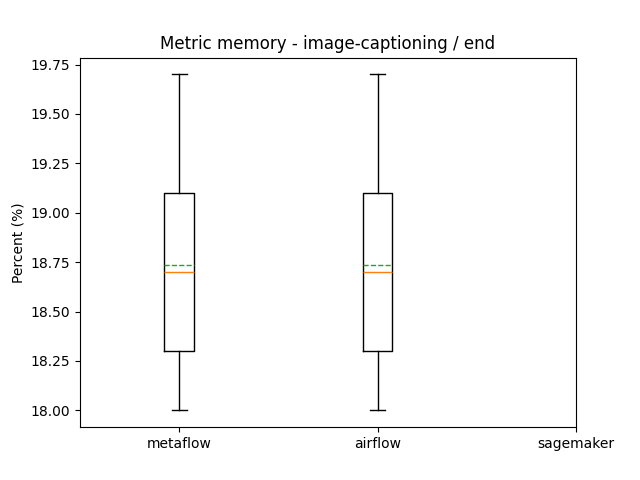 Metric memory - image-captioning / end
19.75
19.50
19.25
19.00
18.75
18.50
18.25
18.00
Percent (%)
metaflow airflow sagemaker